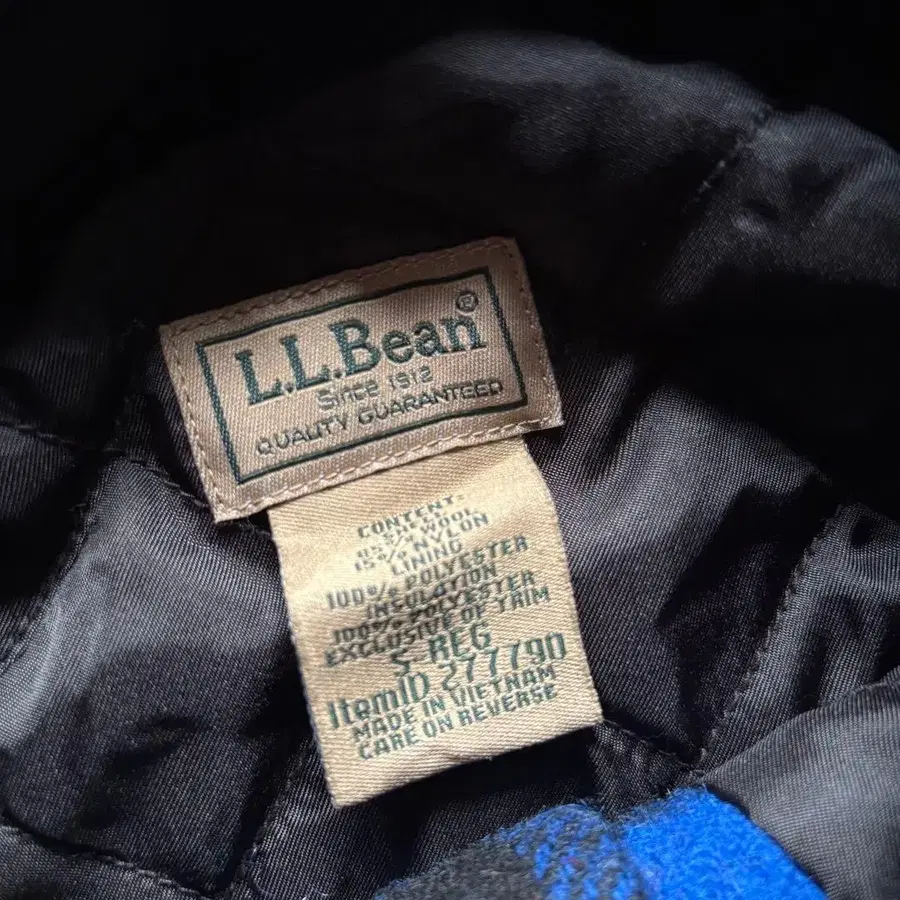 L.L.Bean®
Since 1912
QUALITY GUARANTEED
CONTENT:
SHELL
85% WOOL
15% NYLON
LINING
100% POLYESTER
INSULATION
100% POLYESTER
EXCLUSIVE OF TRIM
S REG
ItemID 277790
MADE IN VIETNAM
CARE ON REVERSE